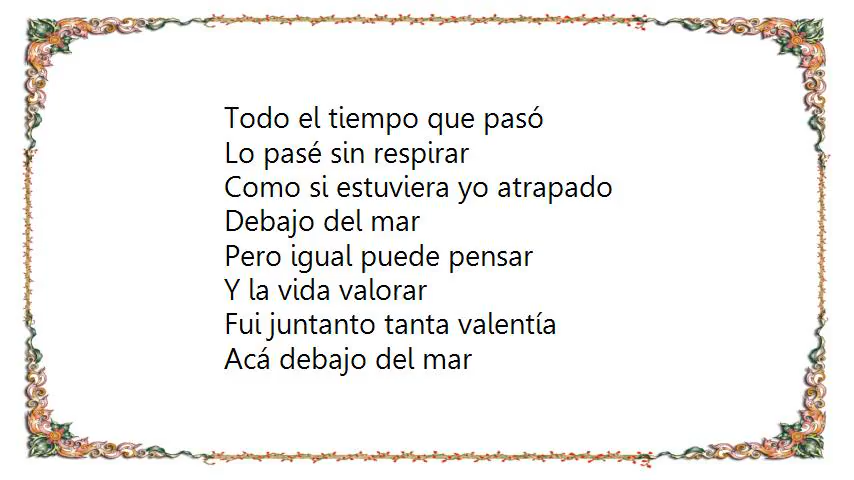 Todo el tiempo que pasó
Lo pasé sin respirar
Como si estuviera yo atrapado
Debajo del mar
Pero igual puede pensar
Y la vida valorar
Fui juntanto tanta valentía
Acá debajo del mar